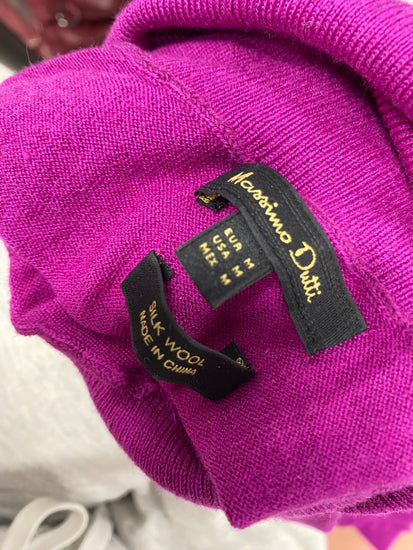 Massimo Dutti
EUR M
USA M
MEX M
SILK WOOL
MADE IN CHINA